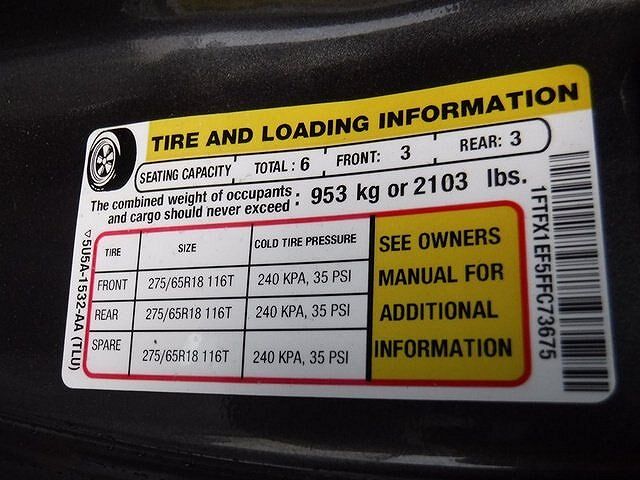 TIRE AND LOADING INFORMATION
SEATING CAPACITY TOTAL : 6 FRONT: 3 REAR: 3
The combined weight of occupants
and cargo should never exceed : 953 kg or 2103 lbs.
TIRE SIZE COLD TIRE PRESSURE
FRONT 275/65R18 116T 240 KPA, 35 PSI
REAR 275/65R18 116T 240 KPA, 35 PSI
SPARE 275/65R18 116T 240 KPA, 35 PSI
SEE OWNERS
MANUAL FOR
ADDITIONAL
INFORMATION
▽5U5A-1532-AA (TLU)
1FTFX1EF5FFC73675